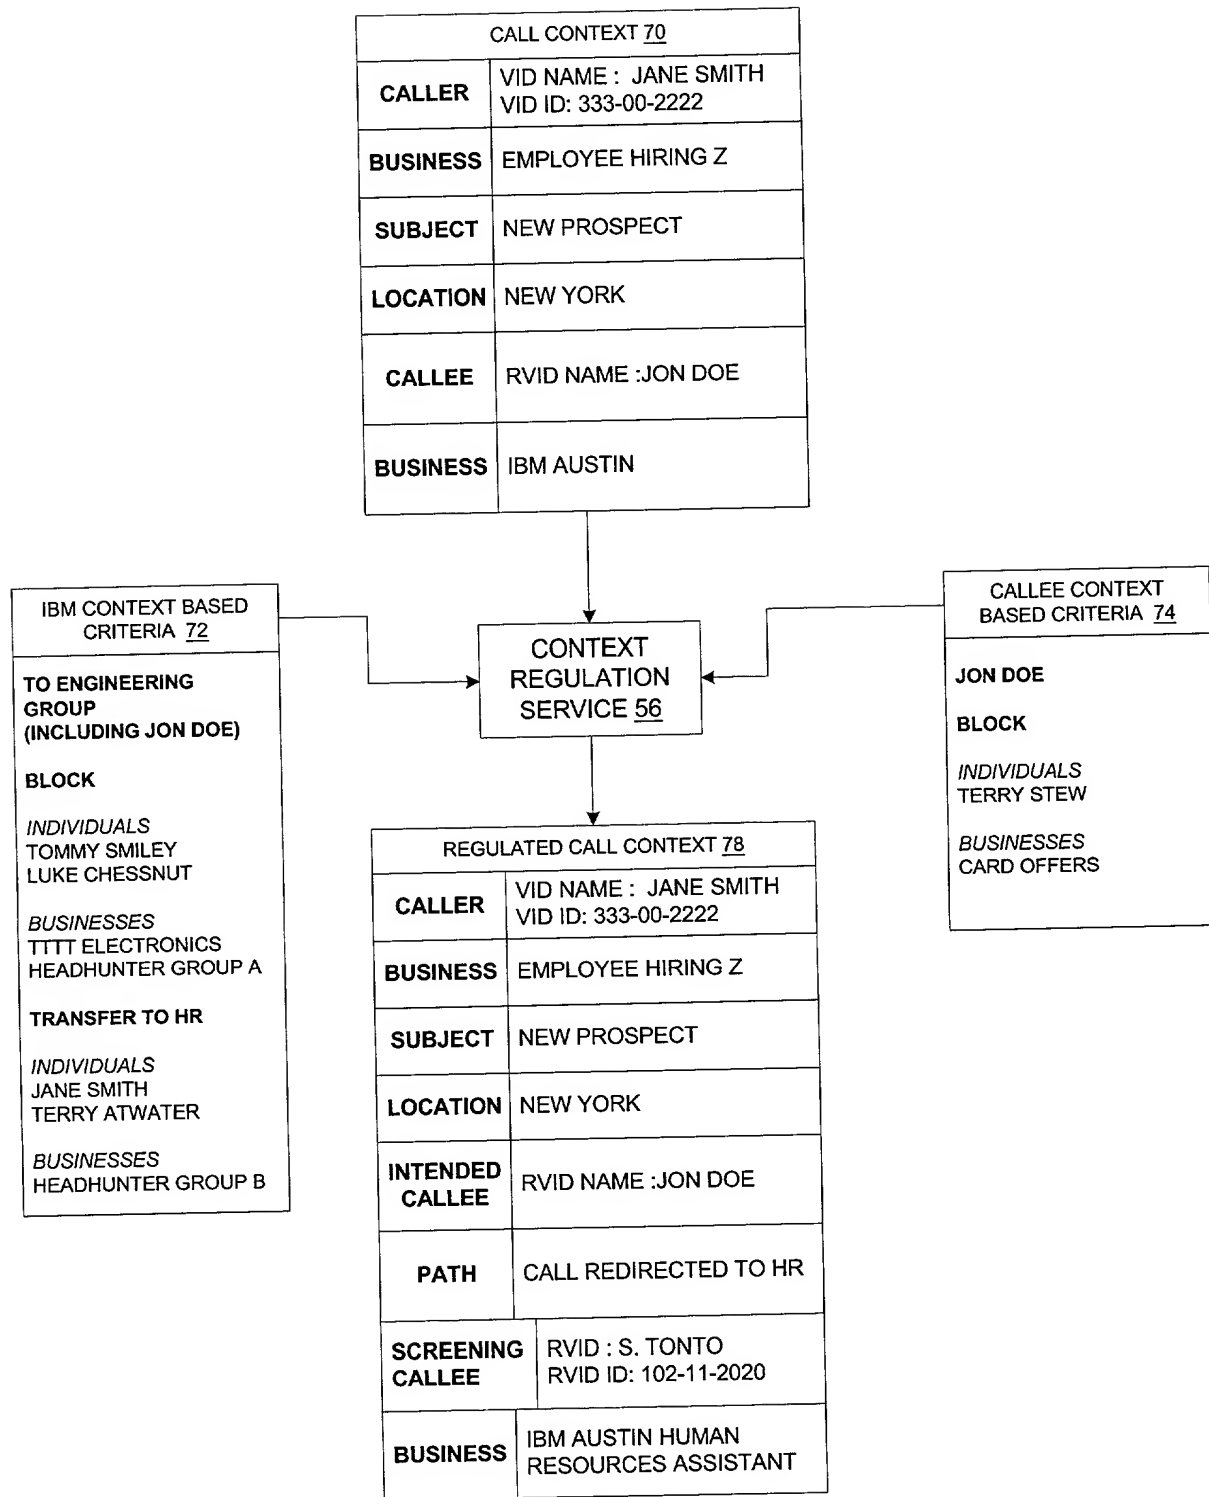 CALL CONTEXT 70
CALLER
VID NAME : JANE SMITH
VID ID: 333-00-2222
BUSINESS
EMPLOYEE HIRING Z
SUBJECT
NEW PROSPECT
LOCATION
NEW YORK
CALLEE
RVID NAME :JON DOE
BUSINESS
IBM AUSTIN
IBM CONTEXT BASED
CRITERIA 72
TO ENGINEERING
GROUP
(INCLUDING JON DOE)
BLOCK
INDIVIDUALS
TOMMY SMILEY
LUKE CHESSNUT
BUSINESSES
TTTT ELECTRONICS
HEADHUNTER GROUP A
TRANSFER TO HR
INDIVIDUALS
JANE SMITH
TERRY ATWATER
BUSINESSES
HEADHUNTER GROUP B
CONTEXT
REGULATION
SERVICE 56
CALLEE CONTEXT
BASED CRITERIA 74
JON DOE
BLOCK
INDIVIDUALS
TERRY STEW
BUSINESSES
CARD OFFERS
REGULATED CALL CONTEXT 78
CALLER
VID NAME : JANE SMITH
VID ID: 333-00-2222
BUSINESS
EMPLOYEE HIRING Z
SUBJECT
NEW PROSPECT
LOCATION
NEW YORK
INTENDED
CALLEE
RVID NAME :JON DOE
PATH
CALL REDIRECTED TO HR
SCREENING
CALLEE
RVID : S. TONTO
RVID ID: 102-11-2020
BUSINESS
IBM AUSTIN HUMAN
RESOURCES ASSISTANT